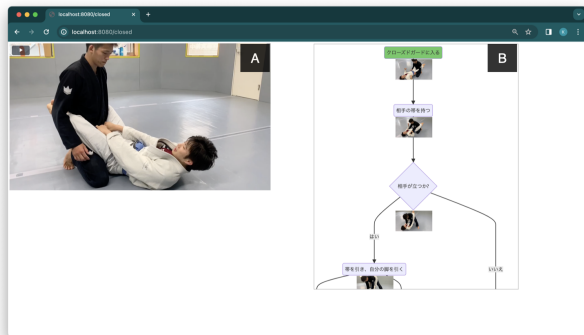 localhost:8080/closed
localhost:8080/closed
A
B
クローズドガードに入る
相手の帯を持つ
相手がたつか?
はい
いいえ
帯を引き、自分の脚を引く